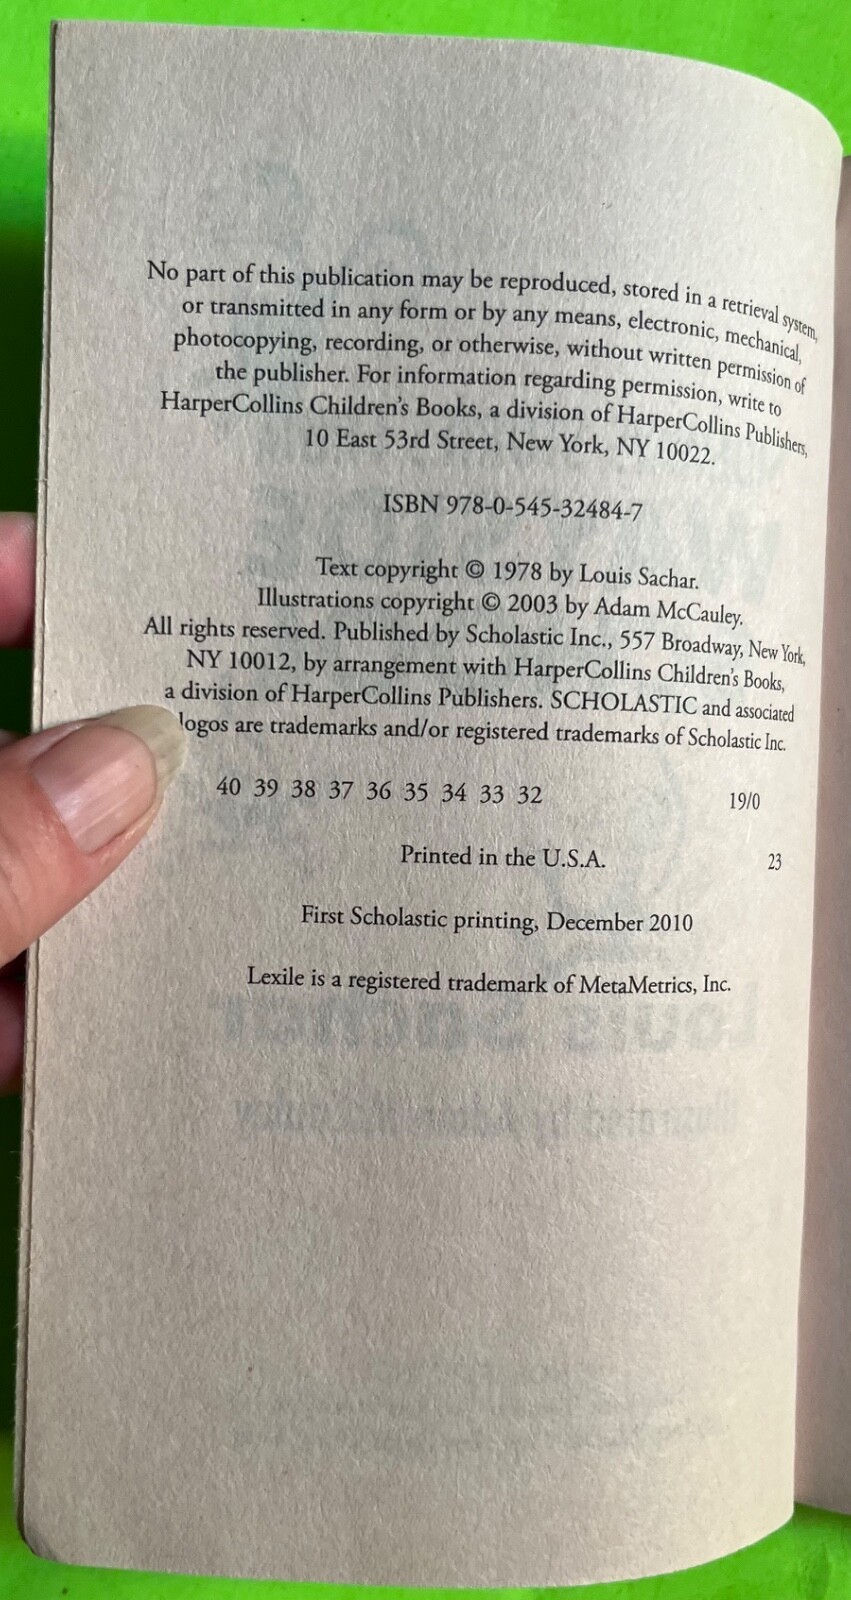 No part of this publication may be reproduced, stored in a retrieval system,
or transmitted in any form or by any means, electronic, mechanical,
photocopying, recording, or otherwise, without written permission of
the publisher. For information regarding permission, write to
HarperCollins Children's Books, a division of HarperCollins Publishers,
10 East 53rd Street, New York, NY 10022.
ISBN 978-0-545-32484-7
Text copyright © 1978 by Louis Sachar.
Illustrations copyright © 2003 by Adam McCauley.
All rights reserved. Published by Scholastic Inc., 557 Broadway, New York,
NY 10012, by arrangement with HarperCollins Children's Books,
a division of HarperCollins Publishers. SCHOLASTIC and associated
logos are trademarks and/or registered trademarks of Scholastic Inc.
40 39 38 37 36 35 34 33 32 19/0
Printed in the U.S.A. 23
First Scholastic printing, December 2010
Lexile is a registered trademark of MetaMetrics, Inc.